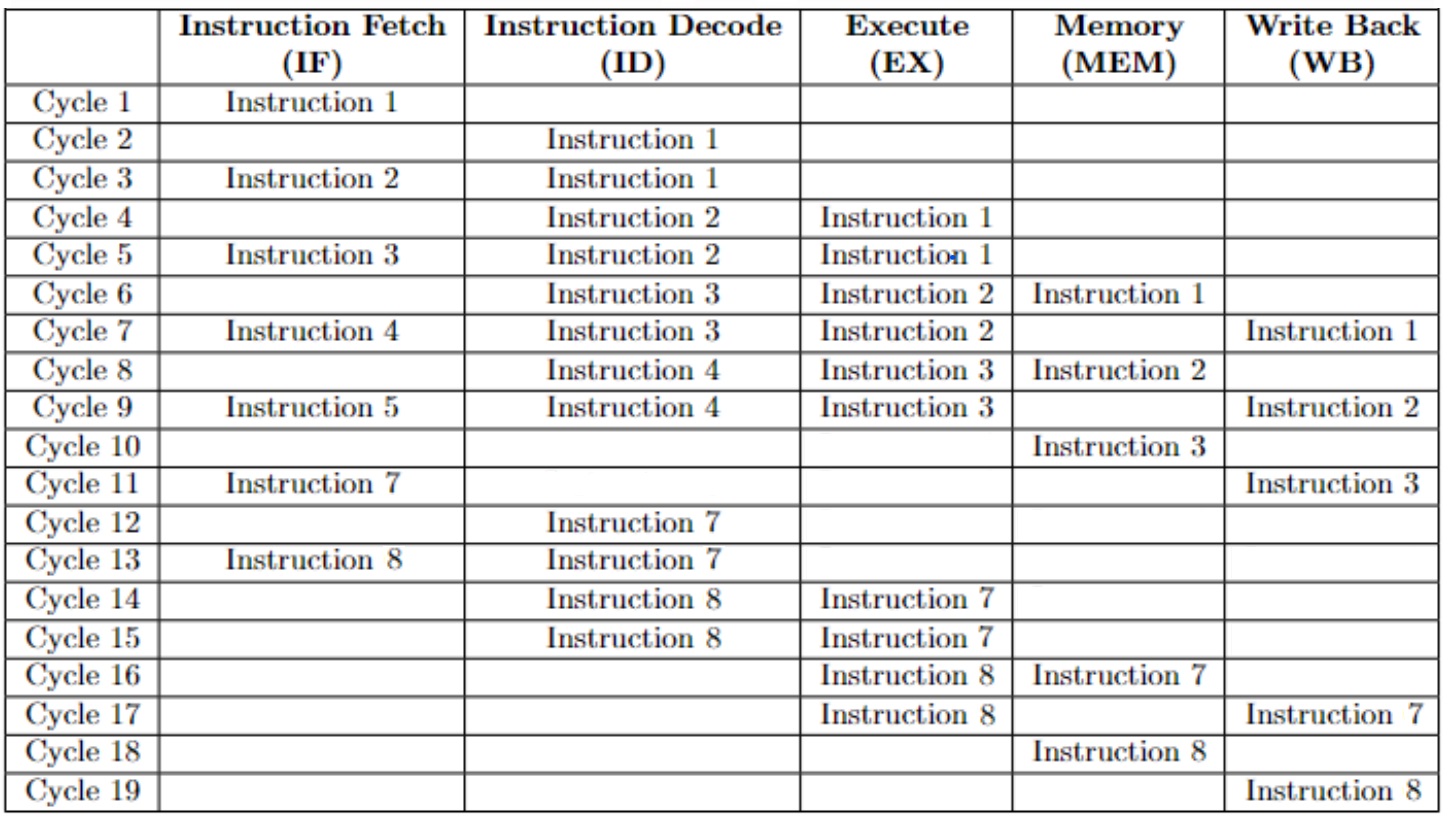 Instruction Fetch Instruction Decode Execute Memory Write Back
(IF) (ID) (EX) (MEM) (WB)
Cycle 1 Instruction 1
Cycle 2 Instruction 1
Cycle 3 Instruction 2 Instruction 1
Cycle 4 Instruction 2 Instruction 1
Cycle 5 Instruction 3 Instruction 2 Instruction 1
Cycle 6 Instruction 3 Instruction 2 Instruction 1
Cycle 7 Instruction 4 Instruction 3 Instruction 2 Instruction 1
Cycle 8 Instruction 4 Instruction 3 Instruction 2
Cycle 9 Instruction 5 Instruction 4 Instruction 3 Instruction 2
Cycle 10 Instruction 3
Cycle 11 Instruction 7 Instruction 3
Cycle 12 Instruction 7
Cycle 13 Instruction 8 Instruction 7
Cycle 14 Instruction 8 Instruction 7
Cycle 15 Instruction 8 Instruction 7
Cycle 16 Instruction 8 Instruction 7
Cycle 17 Instruction 8 Instruction 7
Cycle 18 Instruction 8
Cycle 19 Instruction 8